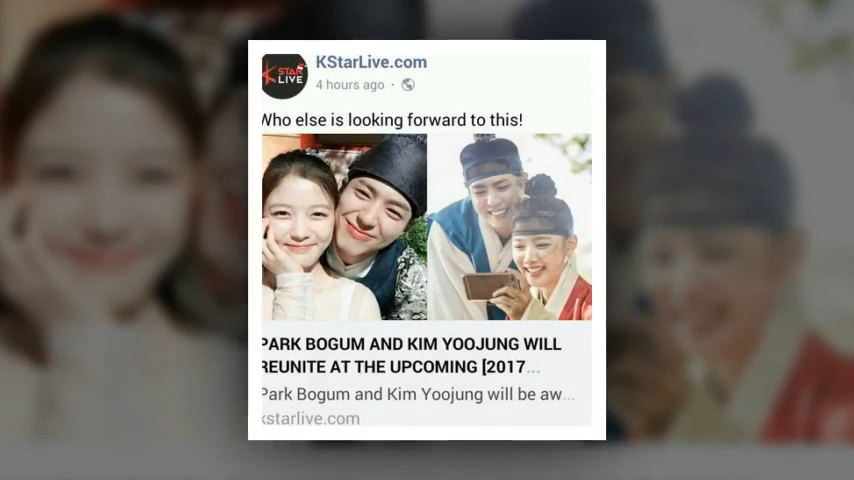 STAR
LIVE
KStarLive.com
4 hours ago ·
Who else is looking forward to this!
PARK BOGUM AND KIM YOOJUNG WILL
REUNITE AT THE UPCOMING [2017...
Park Bogum and Kim Yoojung will be aw...
kstarlive.com